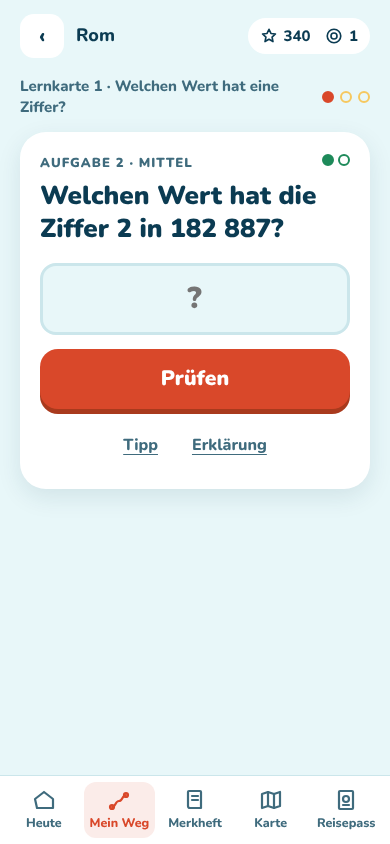 Rom
340
1
Lernkarte 1 · Welchen Wert hat eine
Ziffer?
AUFGABE 2 · MITTEL
Welchen Wert hat die
Ziffer 2 in 182 887?
?
Prüfen
Tipp
Erklärung
Heute
Mein Weg
Merkheft
Karte
Reisepass